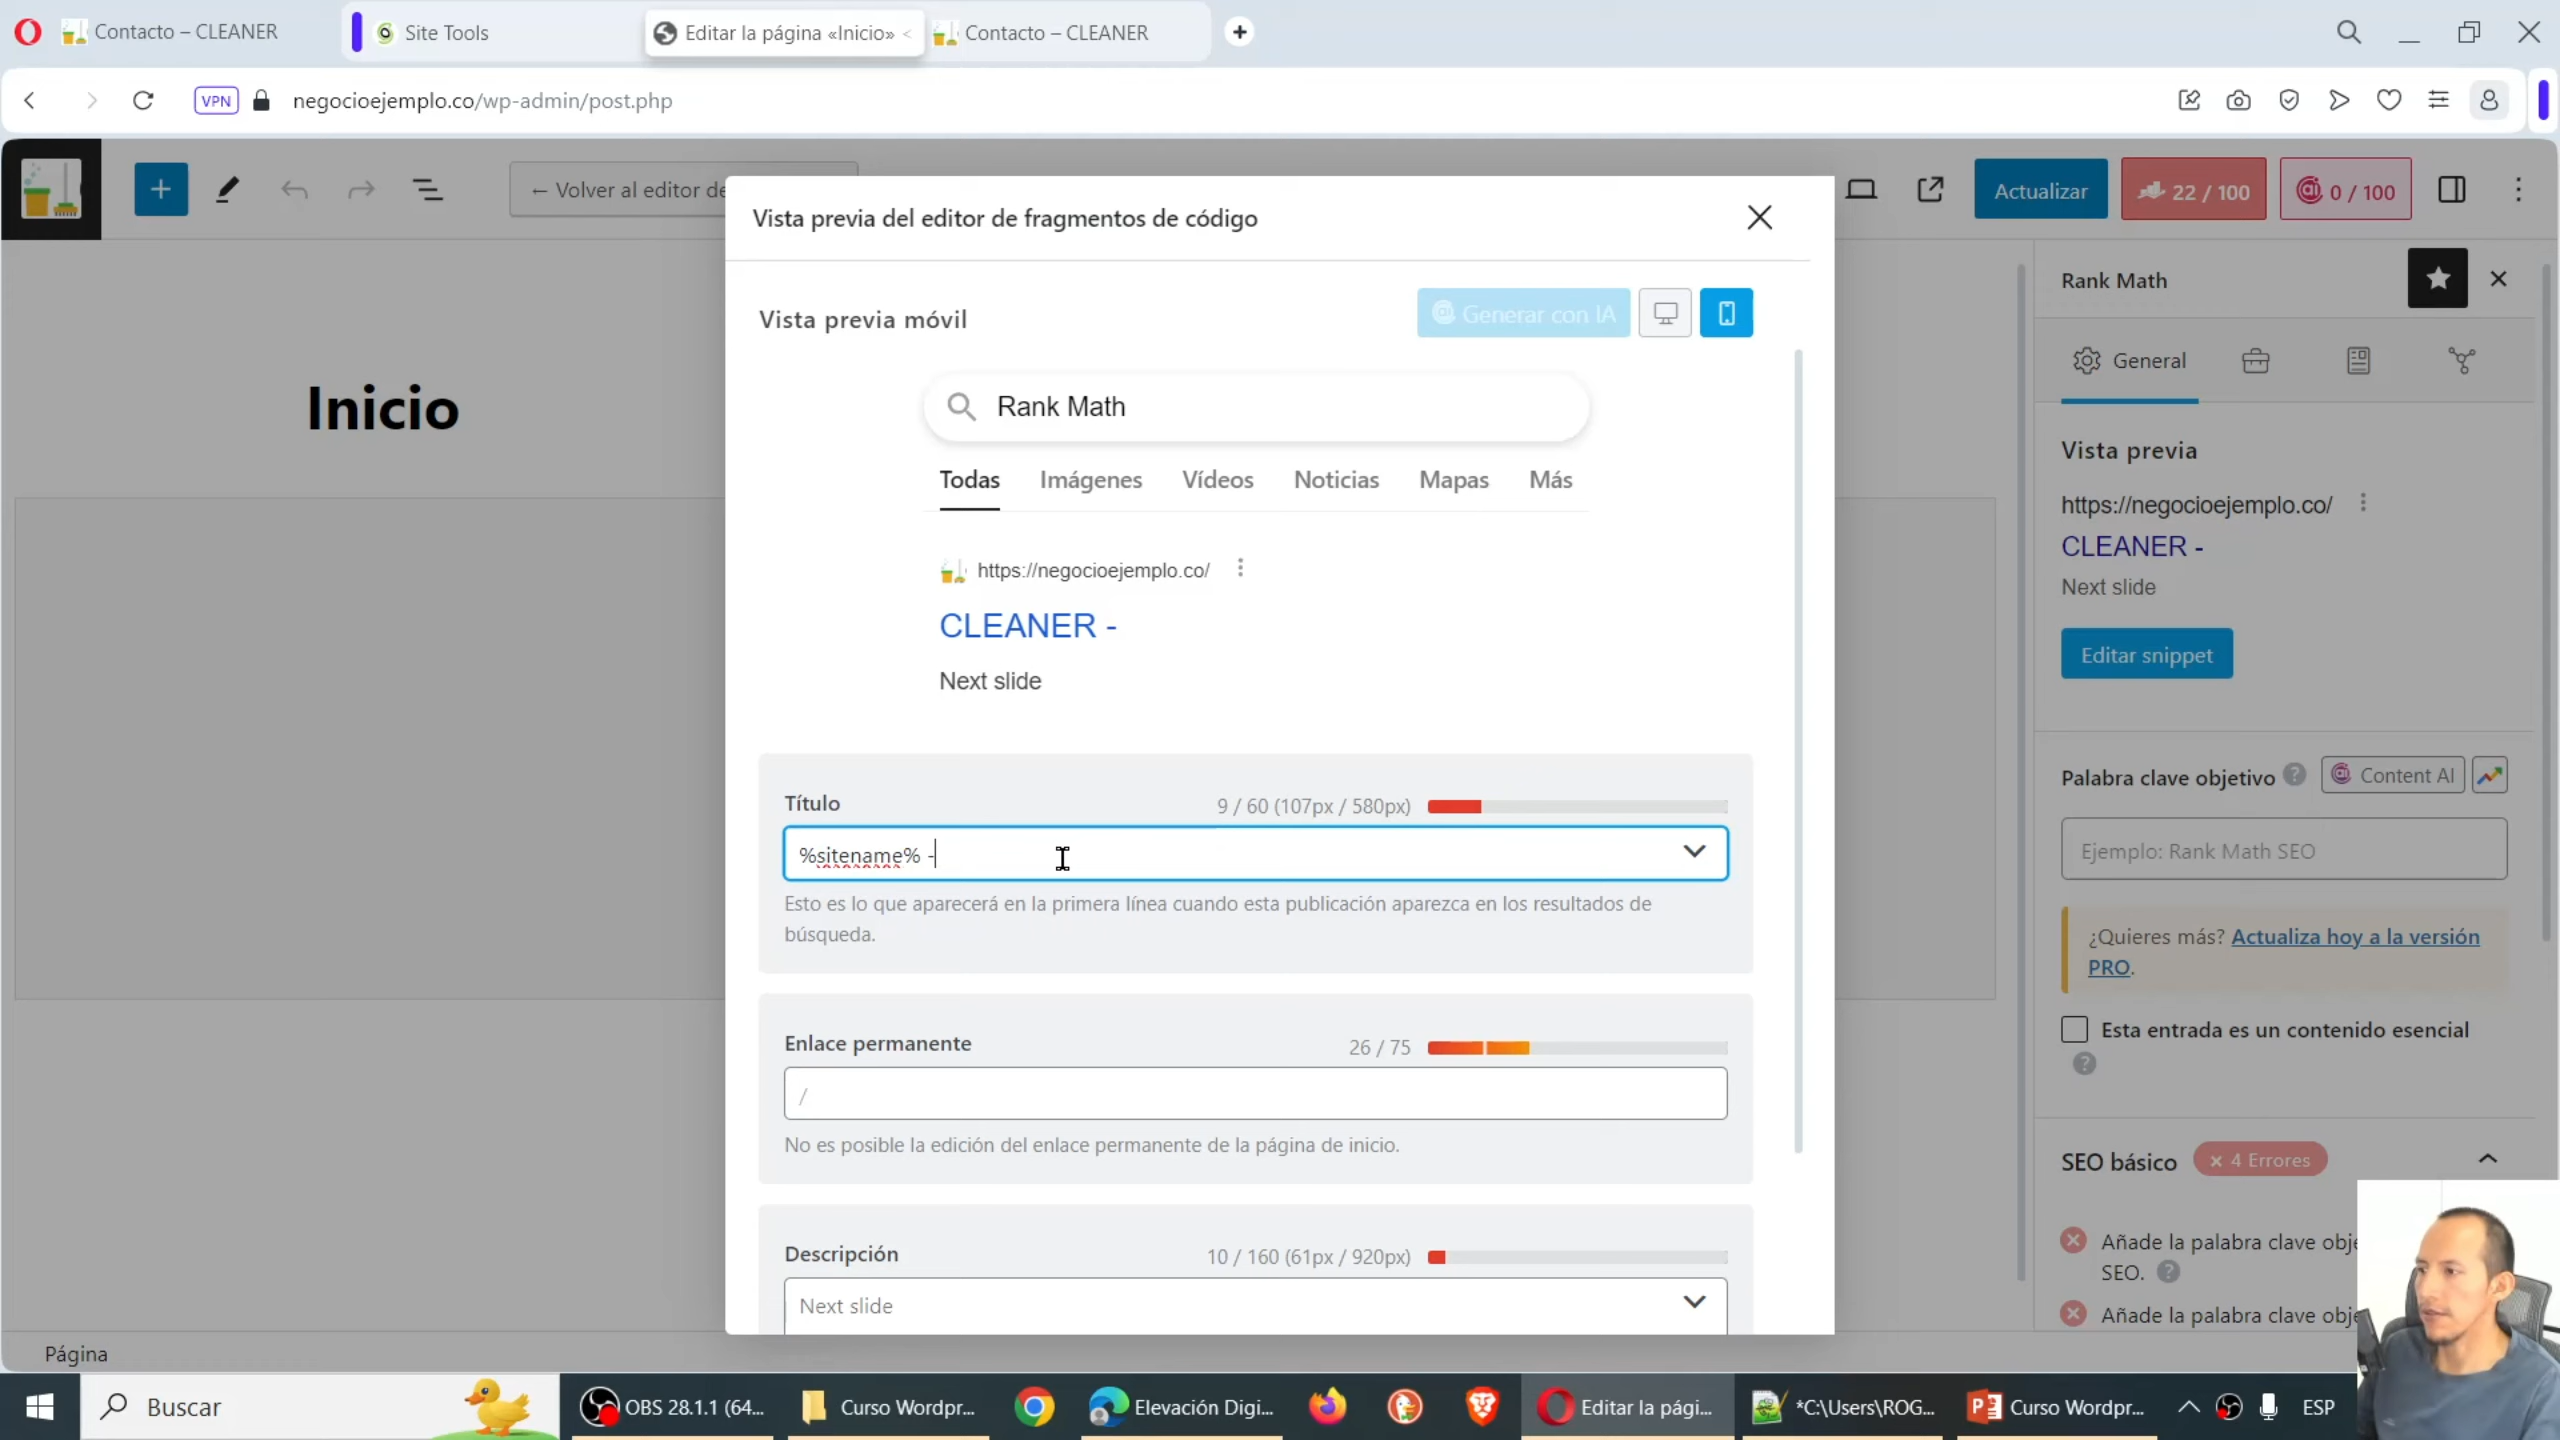 Contacto – CLEANER
Site Tools
Editar la página «Inicio» <
Contacto – CLEANER
VPN
negocioejemplo.co/wp-admin/post.php
← Volver al editor de
Actualizar
22 / 100
0 / 100
Vista previa del editor de fragmentos de código
Vista previa móvil
Generar con IA
Rank Math
Todas Imágenes Vídeos Noticias Mapas Más
https://negocioejemplo.co/
CLEANER -
Next slide
Título
9 / 60 (107px / 580px)
%sitename% -
Esto es lo que aparecerá en la primera línea cuando esta publicación aparezca en los resultados de
búsqueda.
Enlace permanente
26 / 75
/
No es posible la edición del enlace permanente de la página de inicio.
Descripción
10 / 160 (61px / 920px)
Next slide
Inicio
Página
Rank Math
General
Vista previa
https://negocioejemplo.co/
CLEANER -
Next slide
Editar snippet
Palabra clave objetivo
Content AI
Ejemplo: Rank Math SEO
¿Quieres más? Actualiza hoy a la versión
PRO.
Esta entrada es un contenido esencial
SEO básico
× 4 Errores
Añade la palabra clave obje
SEO.
Añade la palabra clave obje
Buscar
OBS 28.1.1 (64...
Curso Wordpr...
Elevación Digi...
Editar la pági...
*C:\Users\ROG...
Curso Wordpr...
ESP